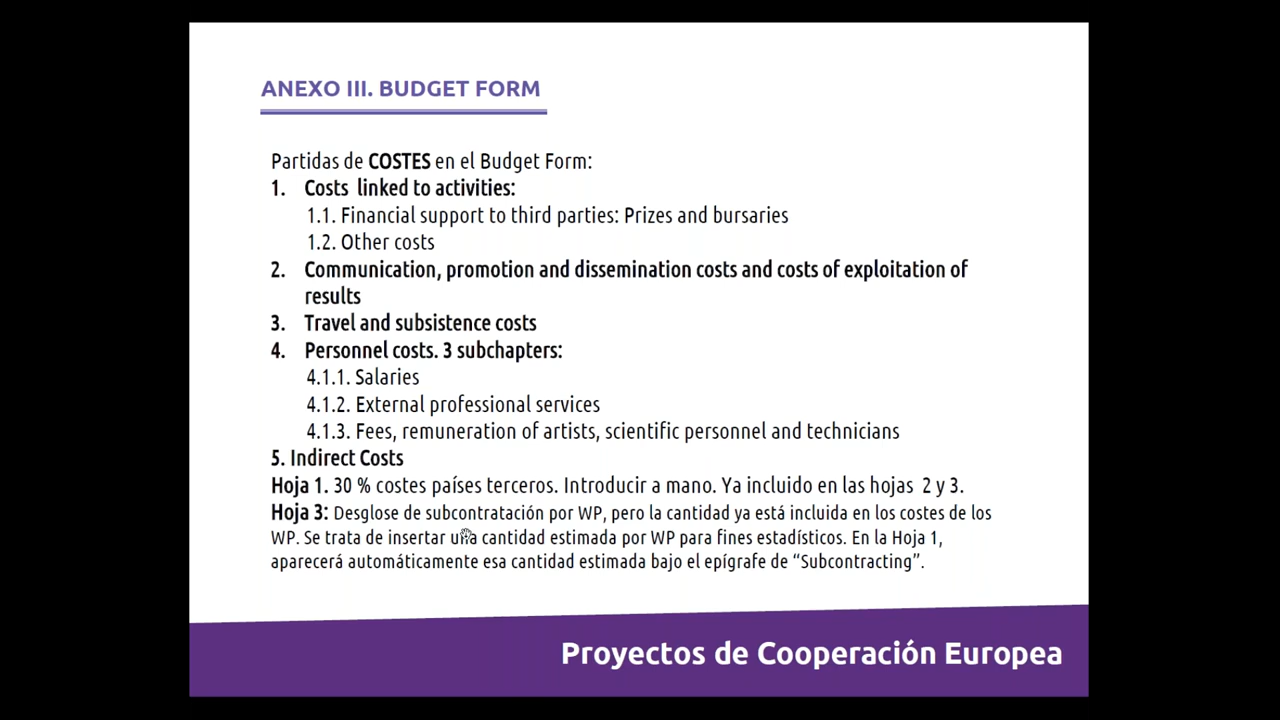 ANEXO III. BUDGET FORM
Partidas de COSTES en el Budget Form:
1. Costs linked to activities:
1.1. Financial support to third parties: Prizes and bursaries
1.2. Other costs
2. Communication, promotion and dissemination costs and costs of exploitation of
results
3. Travel and subsistence costs
4. Personnel costs. 3 subchapters:
4.1.1. Salaries
4.1.2. External professional services
4.1.3. Fees, remuneration of artists, scientific personnel and technicians
5. Indirect Costs
Hoja 1. 30 % costes países terceros. Introducir a mano. Ya incluido en las hojas 2 y 3.
Hoja 3: Desglose de subcontratación por WP, pero la cantidad ya está incluida en los costes de los
WP. Se trata de insertar una cantidad estimada por WP para fines estadísticos. En la Hoja 1,
aparecerá automáticamente esa cantidad estimada bajo el epígrafe de “Subcontracting”.
Proyectos de Cooperación Europea